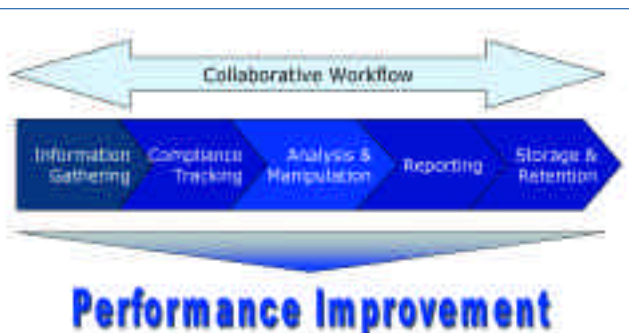 Collaborative Workflow
Information
Gathering
Compliance
Tracking
Analysis &
Manipulation
Reporting
Storage &
Retention
Performance Improvement